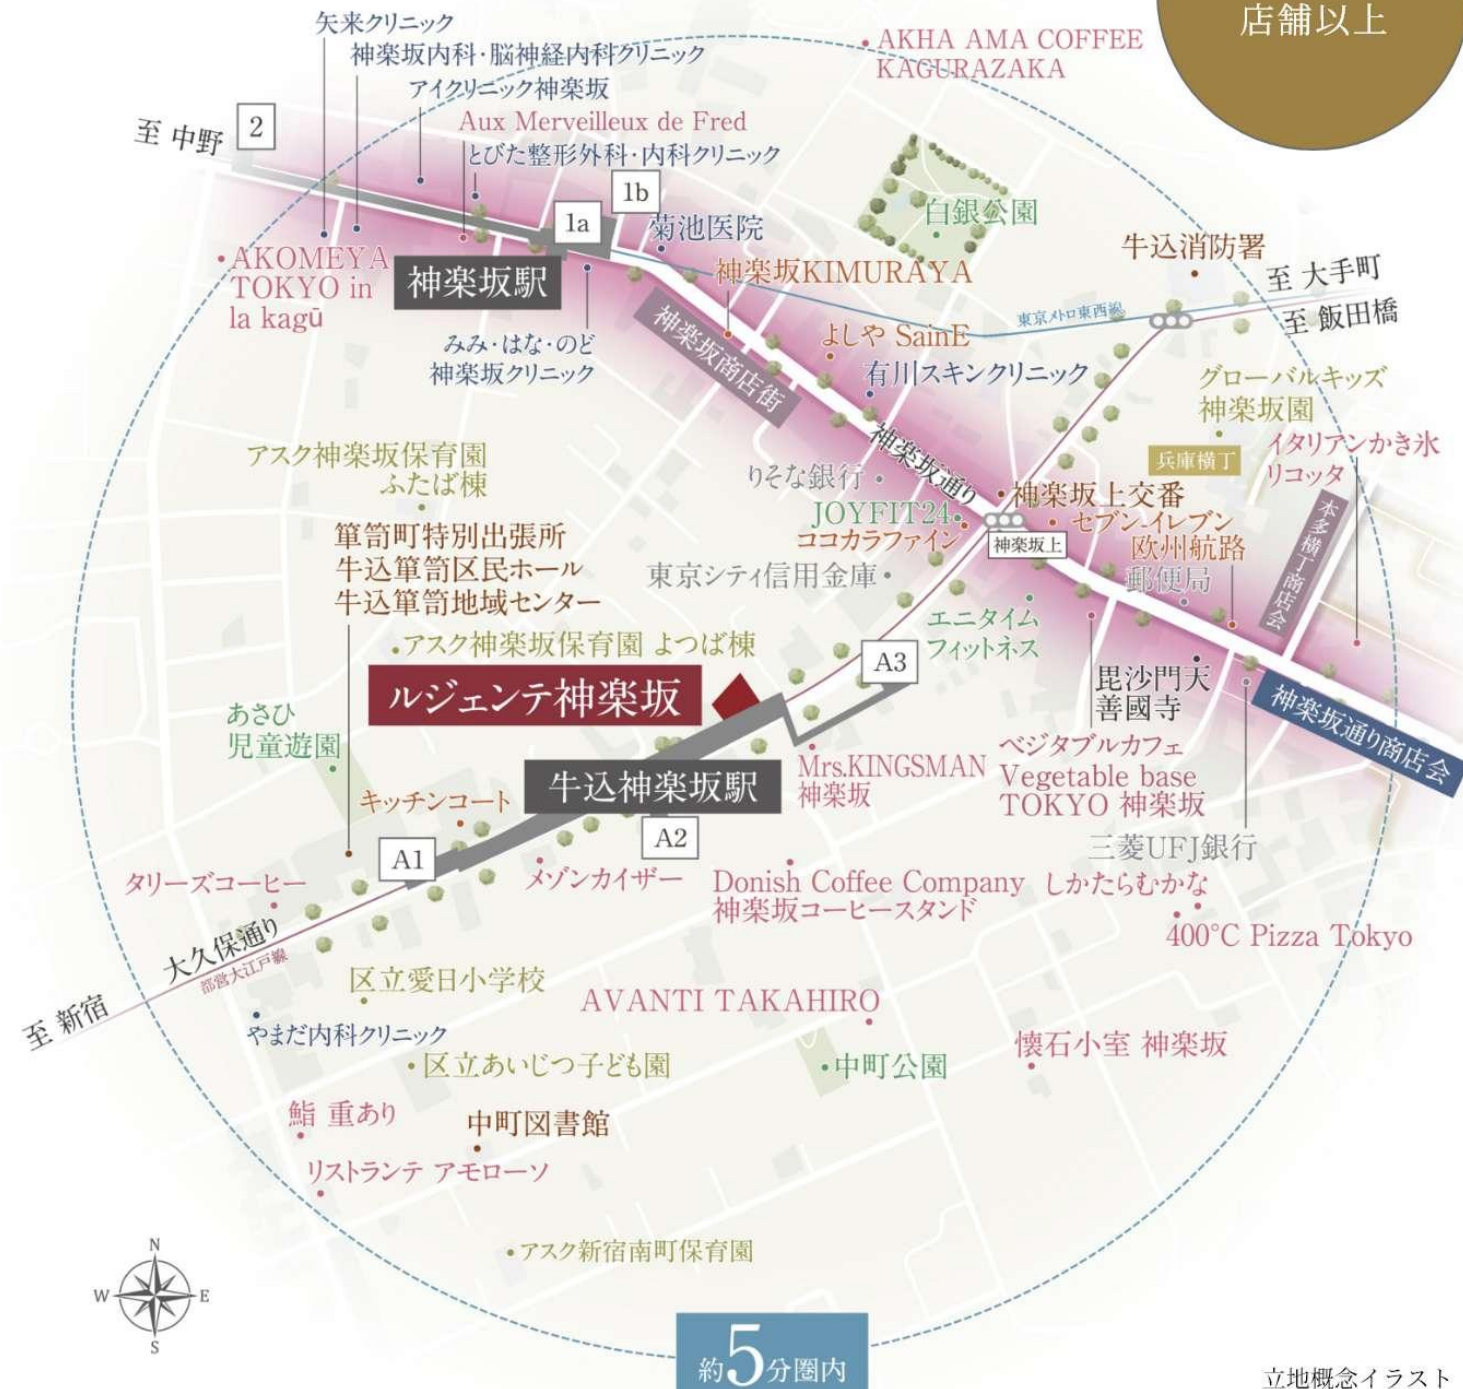 店舗以上
矢来クリニック
神楽坂内科・脳神経内科クリニック
アイクリニック神楽坂
Aux Merveilleux de Fred
とびた整形外科・内科クリニック
AKHA AMA COFFEE
KAGURAZAKA
至 中野
2
1b
1a
菊池医院
白銀公園
牛込消防署
至 大手町
至 飯田橋
AKOMEYA
TOKYO in
la kagū
神楽坂駅
神楽坂KIMURAYA
東京メトロ東西線
みみ・はな・のど
神楽坂クリニック
神楽坂商店街
よしや SainE
有川スキンクリニック
グローバルキッズ
神楽坂園
イタリアンかき氷
リコッタ
兵庫横丁
アスク神楽坂保育園
ふたば棟
りそな銀行
神楽坂通り
神楽坂上交番
JOYFIT24
ココカラファイン
セブン-イレブン
神楽坂上
欧州航路
郵便局
本多横丁商店会
箪笥町特別出張所
牛込箪笥区民ホール
牛込箪笥地域センター
東京シティ信用金庫
エニタイム
フィットネス
アスク神楽坂保育園 よつば棟
A3
ルジェンテ神楽坂
毘沙門天
善國寺
神楽坂通り商店会
あさひ
児童遊園
牛込神楽坂駅
Mrs.KINGSMAN
神楽坂
ベジタブルカフェ
Vegetable base
TOKYO 神楽坂
キッチンコート
A2
A1
三菱UFJ銀行
タリーズコーヒー
メゾンカイザー
Donish Coffee Company
神楽坂コーヒースタンド
しかたらむかな
400°C Pizza Tokyo
大久保通り
都営大江戸線
至 新宿
区立愛日小学校
AVANTI TAKAHIRO
やまだ内科クリニック
区立あいじつ子ども園
中町公園
懐石小室 神楽坂
鮨 重あり
中町図書館
リストランテ アモローソ
アスク新宿南町保育園
N
W
E
S
約5分圏内
立地概念イラスト